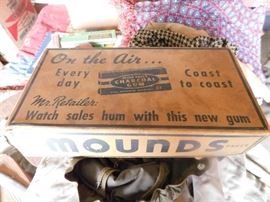 On the Air...
Every Coast
day to coast
CHARCOAL
GUM
Mr. Retailer:
Watch sales hum with this new gum
MOUNDS